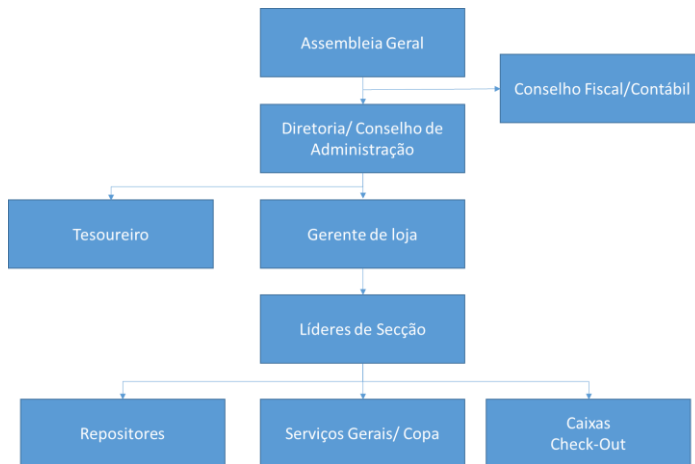 Assembleia Geral
Conselho Fiscal/Contábil
Diretoria/ Conselho de
Administração
Tesoureiro
Gerente de loja
Líderes de Secção
Repositores
Serviços Gerais/ Copa
Caixas
Check-Out